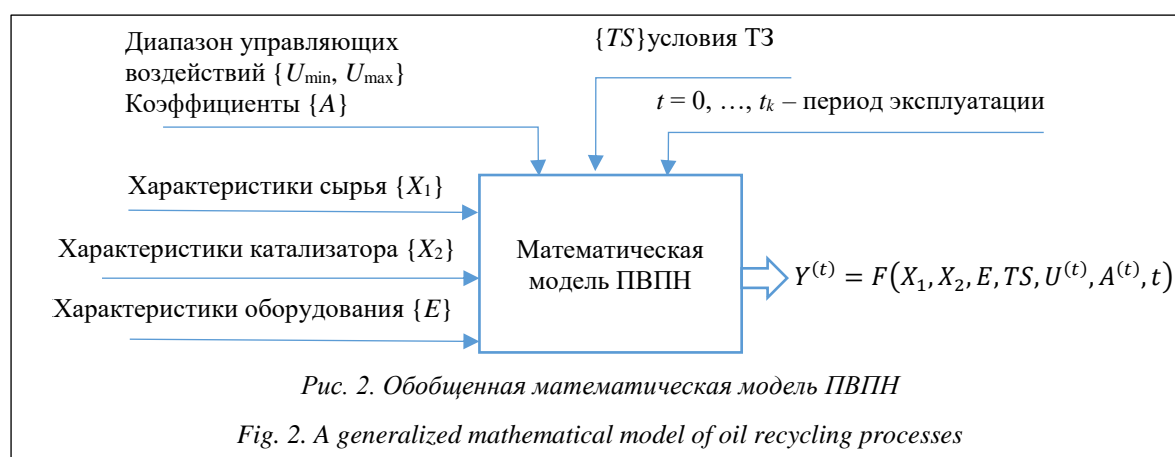 Диапазон управляющих
воздействий {Umin, Umax}
Коэффициенты {A}
{TS}условия ТЗ
t = 0, …, tk – период эксплуатации
Характеристики сырья {X1}
Характеристики катализатора {X2}
Характеристики оборудования {E}
Математическая
модель ПВПН
Y^(t) = F(X1, X2, E, TS, U^(t), A^(t), t)
Рис. 2. Обобщенная математическая модель ПВПН
Fig. 2. A generalized mathematical model of oil recycling processes